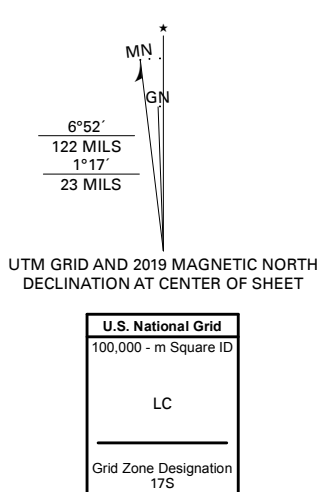 MN
GN
6°52´
122 MILS
1°17´
23 MILS
UTM GRID AND 2019 MAGNETIC NORTH
DECLINATION AT CENTER OF SHEET
U.S. National Grid
100,000 - m Square ID
LC
Grid Zone Designation
17S